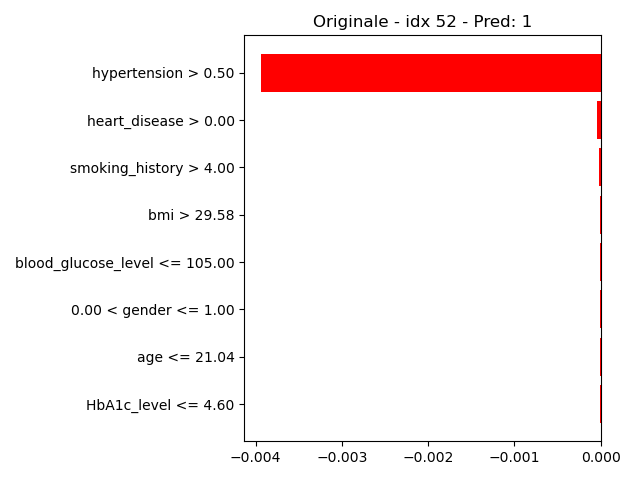 Originale - idx 52 - Pred: 1
hypertension > 0.50
heart_disease > 0.00
smoking_history > 4.00
bmi > 29.58
blood_glucose_level <= 105.00
0.00 < gender <= 1.00
age <= 21.04
HbA1c_level <= 4.60
−0.004 −0.003 −0.002 −0.001 0.000